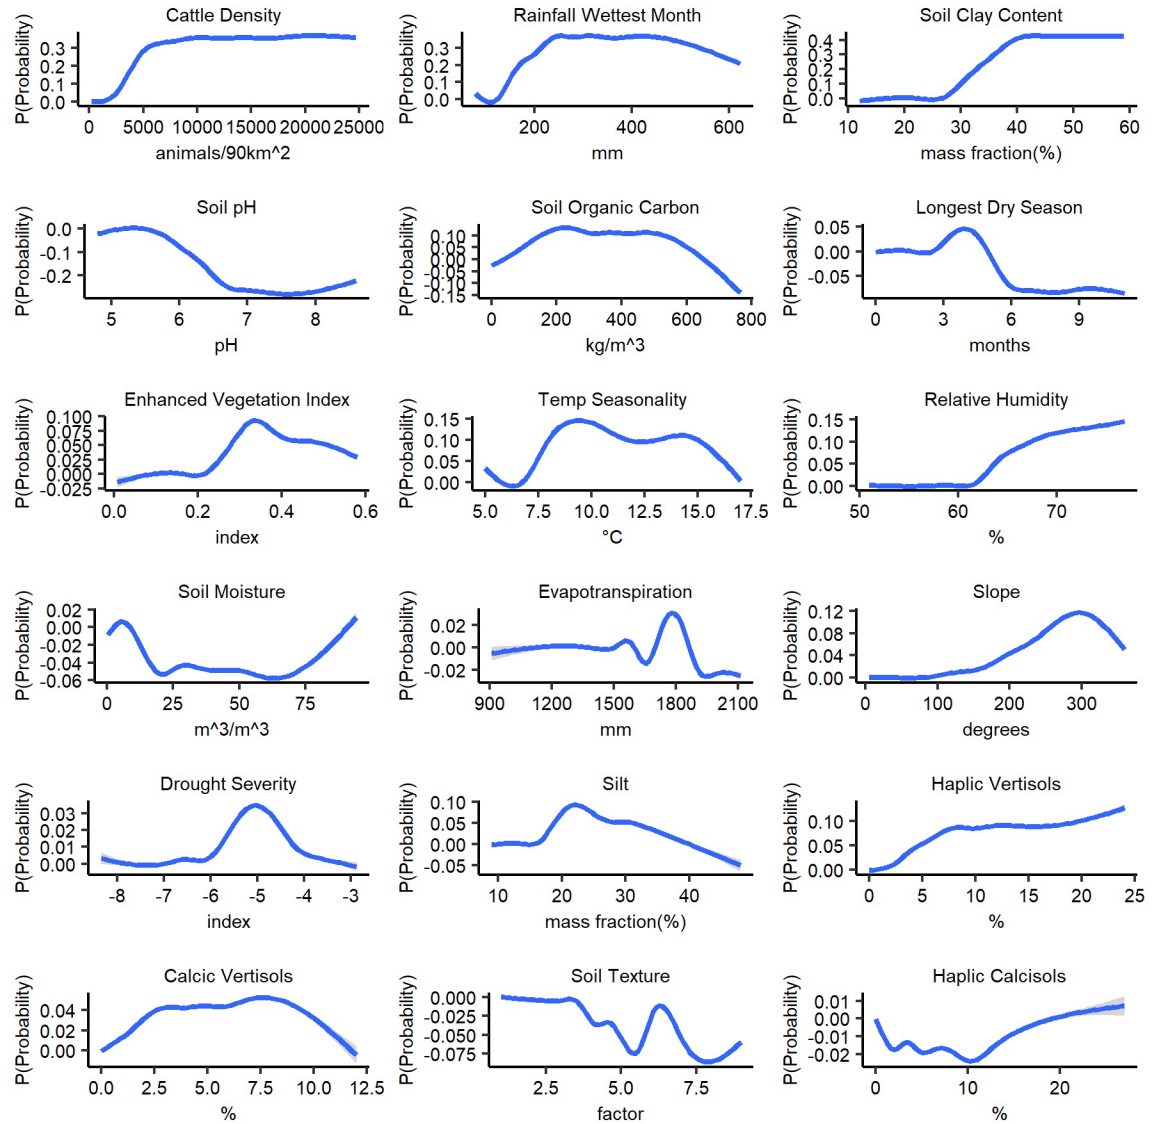 Cattle Density
P(Probability)
0.3
0.2
0.1
0.0
0 5000 10000 15000 20000 25000
animals/90km^2
Rainfall Wettest Month
P(Probability)
0.3
0.2
0.1
0.0
200 400 600
mm
Soil Clay Content
P(Probability)
0.4
0.3
0.2
0.1
0.0
10 20 30 40 50 60
mass fraction(%)
Soil pH
P(Probability)
0.0
-0.1
-0.2
5 6 7 8
pH
Soil Organic Carbon
P(Probability)
0.10
0.05
0.00
-0.05
-0.10
-0.15
0 200 400 600 800
kg/m^3
Longest Dry Season
P(Probability)
0.05
0.00
-0.05
0 3 6 9
months
Enhanced Vegetation Index
P(Probability)
0.100
0.075
0.050
0.025
0.000
-0.025
0.0 0.2 0.4 0.6
index
Temp Seasonality
P(Probability)
0.15
0.10
0.05
0.00
5.0 7.5 10.0 12.5 15.0 17.5
°C
Relative Humidity
P(Probability)
0.15
0.10
0.05
0.00
50 60 70
%
Soil Moisture
P(Probability)
0.02
0.00
-0.02
-0.04
-0.06
0 25 50 75
m^3/m^3
Evapotranspiration
P(Probability)
0.02
0.00
-0.02
900 1200 1500 1800 2100
mm
Slope
P(Probability)
0.12
0.08
0.04
0.00
0 100 200 300
degrees
Drought Severity
P(Probability)
0.03
0.02
0.01
0.00
-8 -7 -6 -5 -4 -3
index
Silt
P(Probability)
0.10
0.05
0.00
-0.05
10 20 30 40
mass fraction(%)
Haplic Vertisols
P(Probability)
0.10
0.05
0.00
0 5 10 15 20 25
%
Calcic Vertisols
P(Probability)
0.04
0.02
0.00
0.0 2.5 5.0 7.5 10.0 12.5
%
Soil Texture
P(Probability)
0.000
-0.025
-0.050
-0.075
2.5 5.0 7.5
factor
Haplic Calcisols
P(Probability)
0.01
0.00
-0.01
-0.02
0 10 20
%